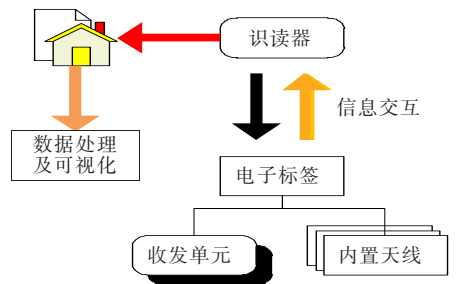 识读器
信息交互
数据处理
及可视化
电子标签
收发单元
内置天线